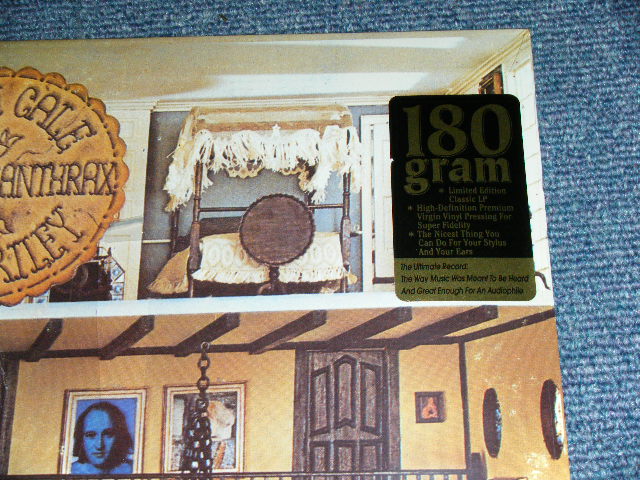 GALE
&
ANTHRAX
RTLEY
180
gram
* Limited Edition
Classic LP
* High-Definition Premium
Virgin Vinyl Pressing For
Super Fidelity
* The Nicest Thing You
Can Do For Your Stylus
And Your Ears
The Ultimate Record:
The Way Music Was Meant To Be Heard
And Great Enough For An Audiophile